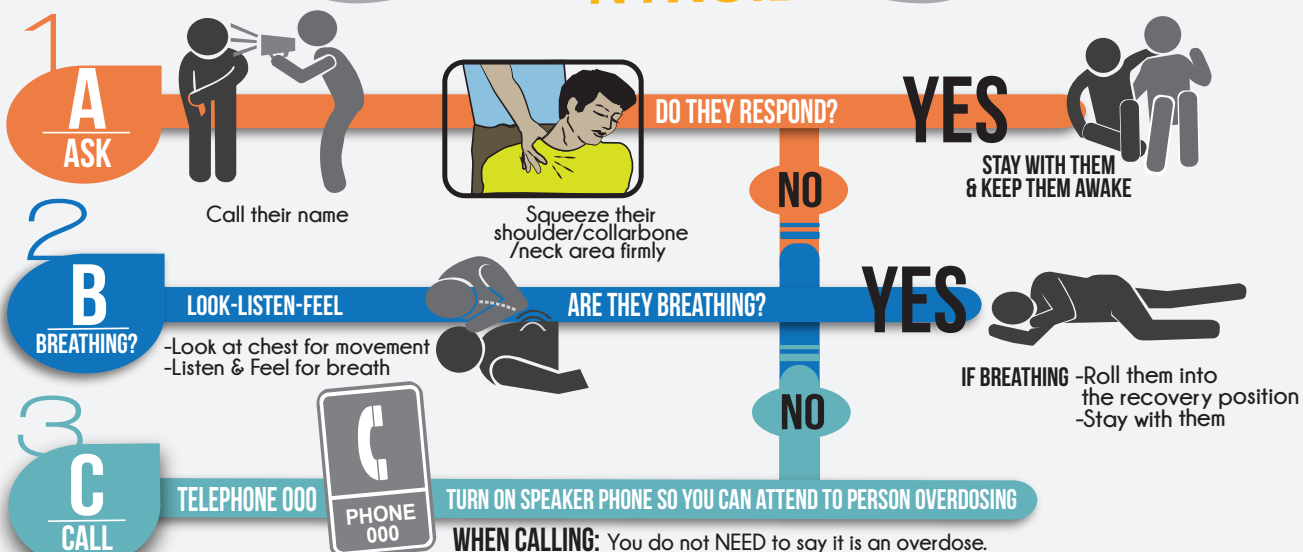 1
A
ASK
DO THEY RESPOND?
YES
STAY WITH THEM
& KEEP THEM AWAKE
NO
Call their name
Squeeze their
shoulder/collarbone
/neck area firmly
2
B
BREATHING?
LOOK-LISTEN-FEEL
ARE THEY BREATHING?
YES
-Look at chest for movement
-Listen & Feel for breath
IF BREATHING -Roll them into
the recovery position
-Stay with them
NO
3
C
CALL
TELEPHONE 000
PHONE
000
TURN ON SPEAKER PHONE SO YOU CAN ATTEND TO PERSON OVERDOSING
WHEN CALLING: You do not NEED to say it is an overdose.